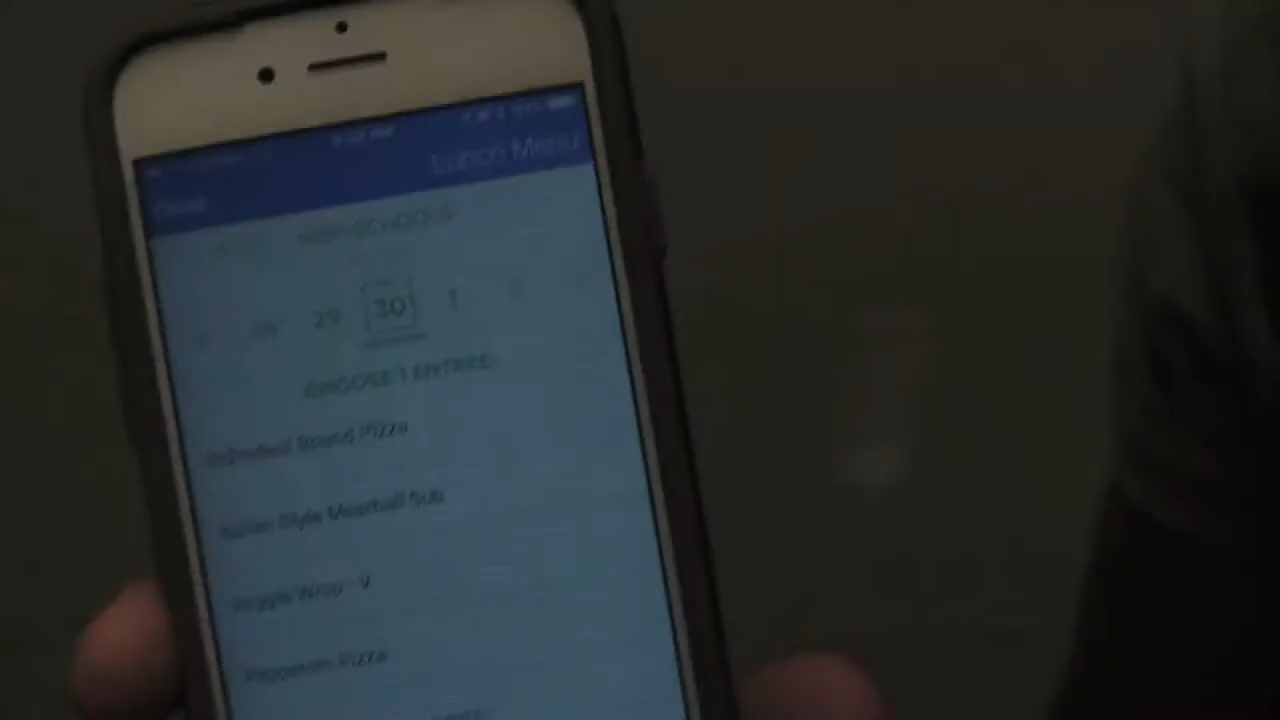 Lunch Menu
HIGH SCHOOLS
29 30 1
CHOOSE 1 ENTREE:
Individual Round Pizza
Italian Style Meatball Sub
Veggie Wrap - V
Pepperoni Pizza